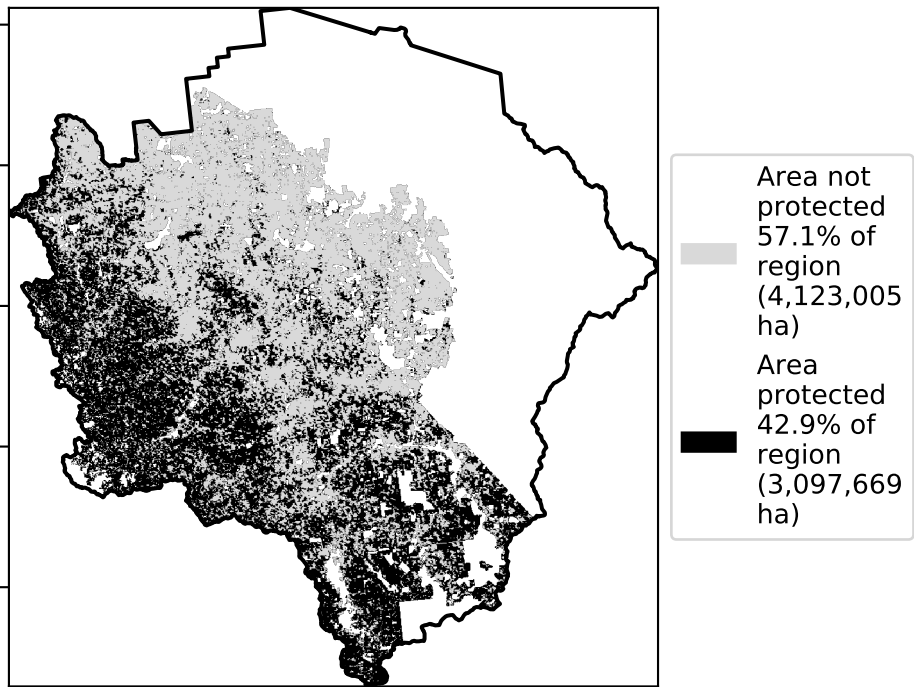 Area not
protected
57.1% of
region
(4,123,005
ha)
Area
protected
42.9% of
region
(3,097,669
ha)